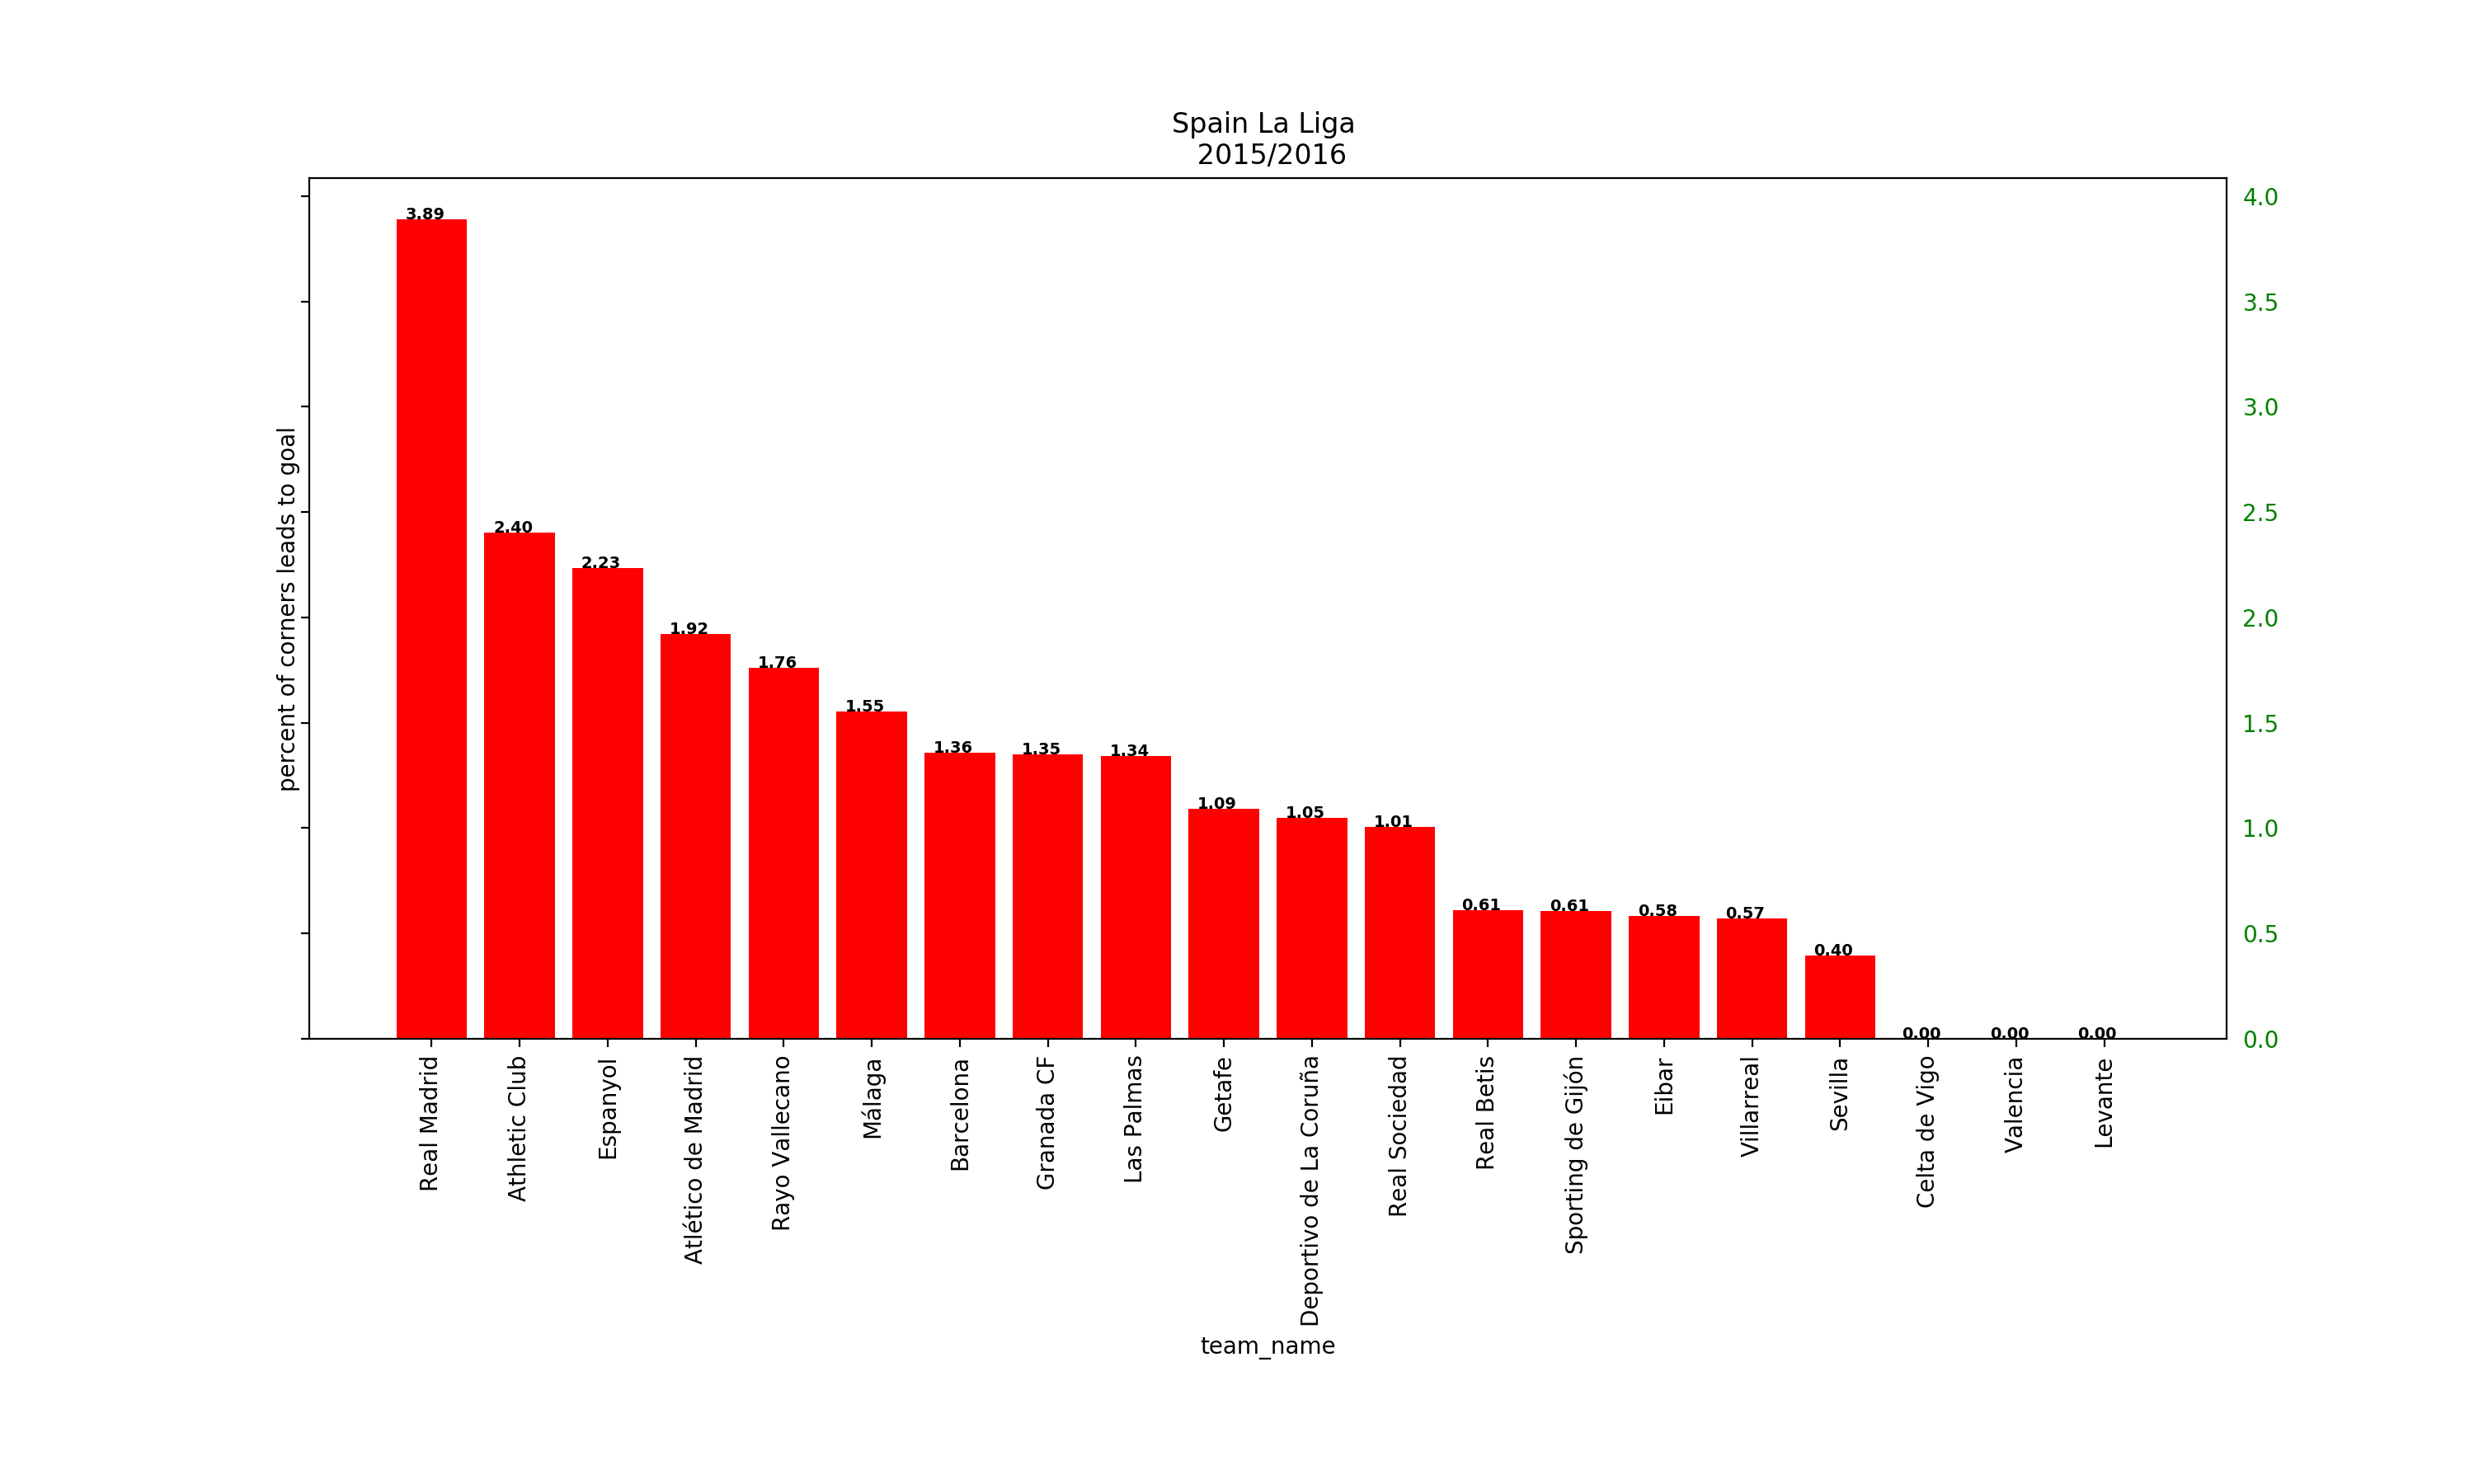 Spain La Liga
2015/2016
percent of corners leads to goal
4.0
3.5
3.0
2.5
2.0
1.5
1.0
0.5
0.0
3.89
2.40
2.23
1.92
1.76
1.55
1.36
1.35
1.34
1.09
1.05
1.01
0.61
0.61
0.58
0.57
0.40
0.00
0.00
0.00
Real Madrid
Athletic Club
Espanyol
Atlético de Madrid
Rayo Vallecano
Málaga
Barcelona
Granada CF
Las Palmas
Getafe
Deportivo de La Coruña
Real Sociedad
Real Betis
Sporting de Gijón
Eibar
Villarreal
Sevilla
Celta de Vigo
Valencia
Levante
team_name